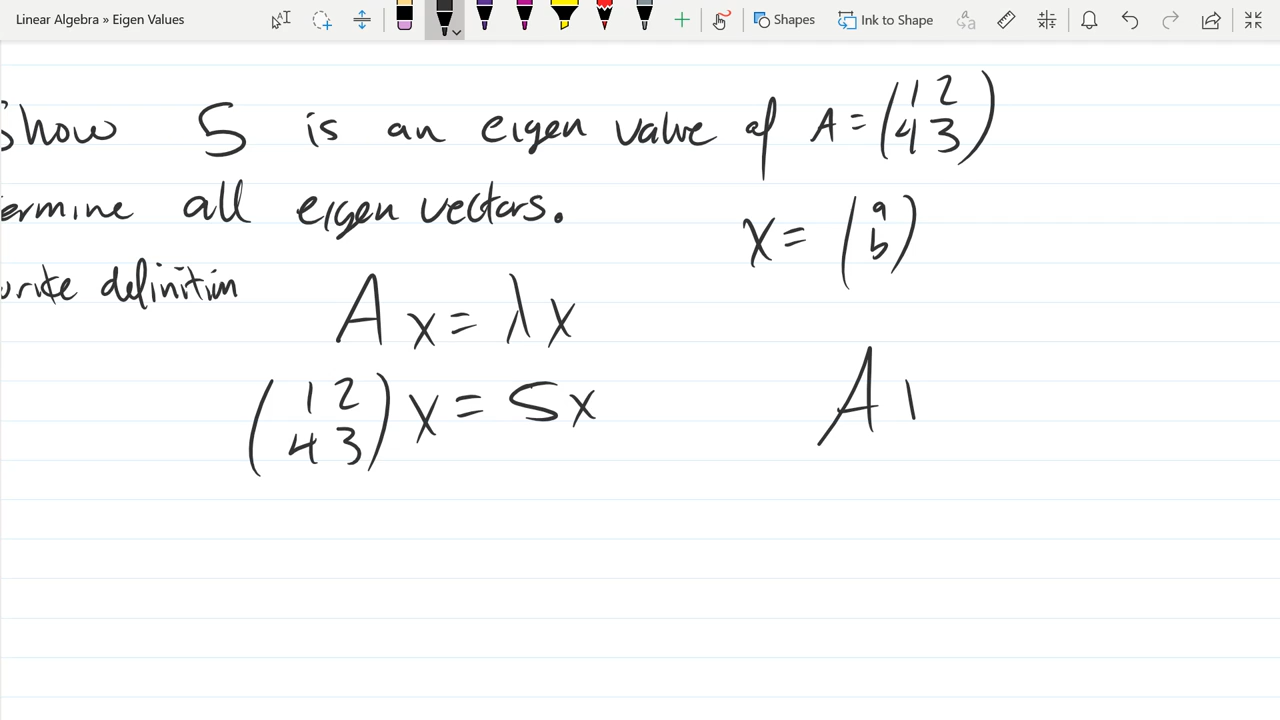 Linear Algebra » Eigen Values
Shapes
Ink to Shape
Show 5 is an eigen value of A = (1 2
4 3)
ermine all eigen vectors.
x = (a
b)
write definition
A x = λ x
(1 2
4 3) x = 5x
A